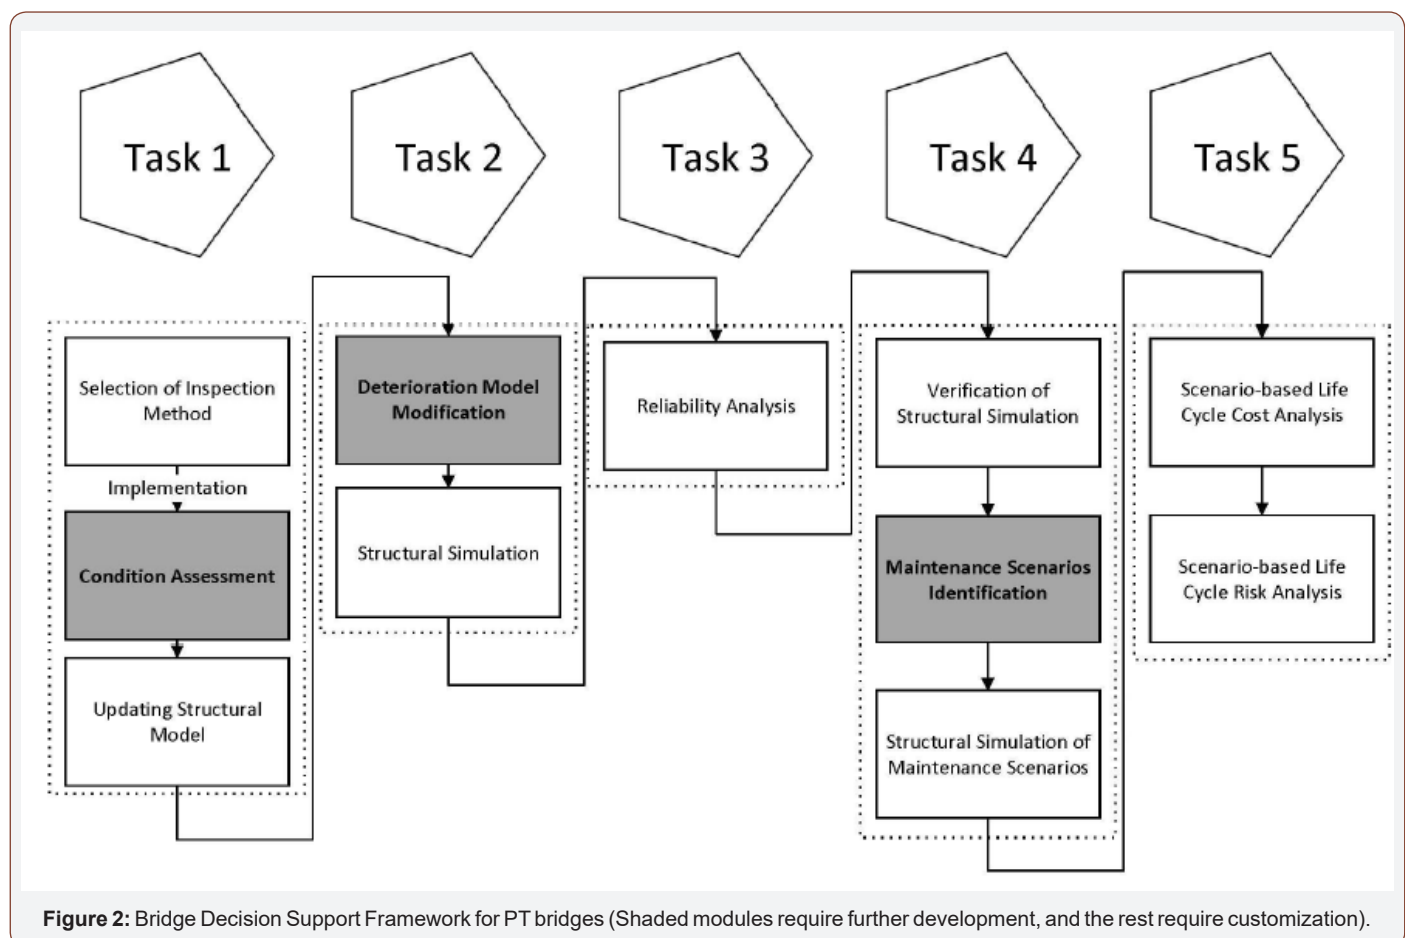 Task 1
Task 2
Task 3
Task 4
Task 5
Selection of Inspection
Method
Implementation
Condition Assessment
Updating Structural
Model
Deterioration Model
Modification
Structural Simulation
Reliability Analysis
Verification of
Structural Simulation
Maintenance Scenarios
Identification
Structural Simulation of
Maintenance Scenarios
Scenario-based Life
Cycle Cost Analysis
Scenario-based Life
Cycle Risk Analysis
Figure 2: Bridge Decision Support Framework for PT bridges (Shaded modules require further development, and the rest require customization).